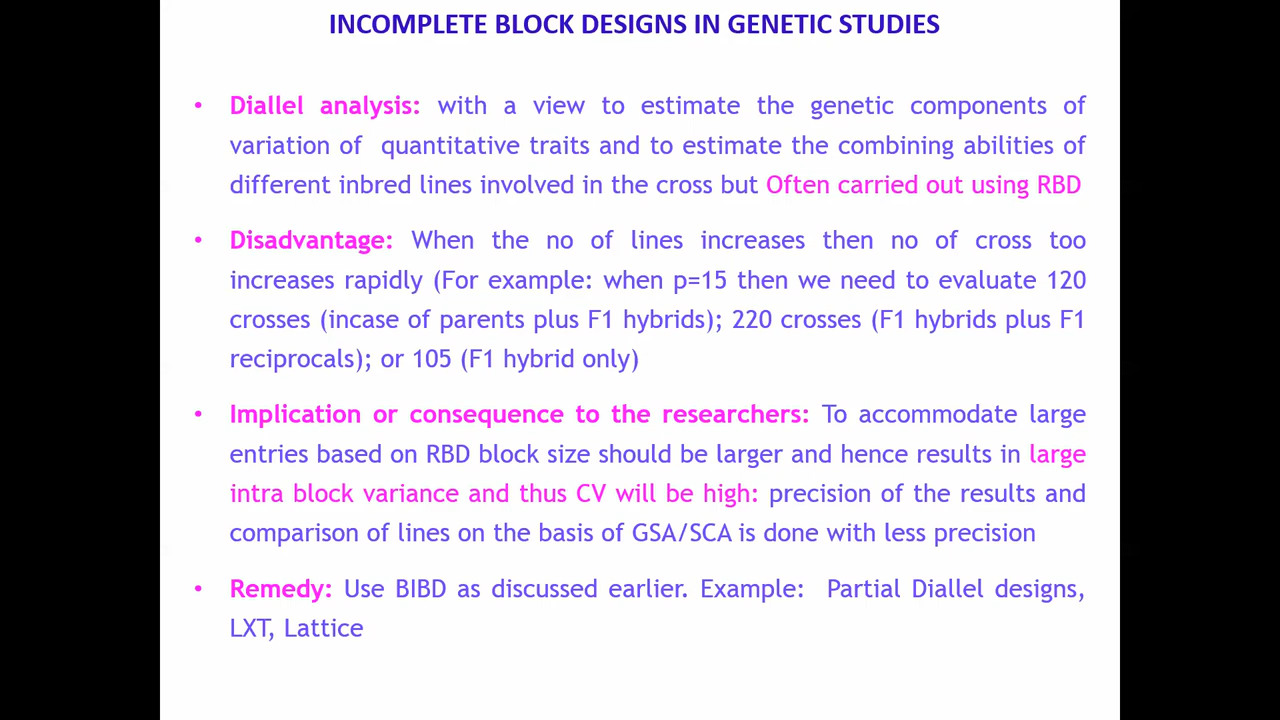 INCOMPLETE BLOCK DESIGNS IN GENETIC STUDIES
• Diallel analysis: with a view to estimate the genetic components of
variation of quantitative traits and to estimate the combining abilities of
different inbred lines involved in the cross but Often carried out using RBD
• Disadvantage: When the no of lines increases then no of cross too
increases rapidly (For example: when p=15 then we need to evaluate 120
crosses (incase of parents plus F1 hybrids); 220 crosses (F1 hybrids plus F1
reciprocals); or 105 (F1 hybrid only)
• Implication or consequence to the researchers: To accommodate large
entries based on RBD block size should be larger and hence results in large
intra block variance and thus CV will be high: precision of the results and
comparison of lines on the basis of GSA/SCA is done with less precision
• Remedy: Use BIBD as discussed earlier. Example: Partial Diallel designs,
LXT, Lattice